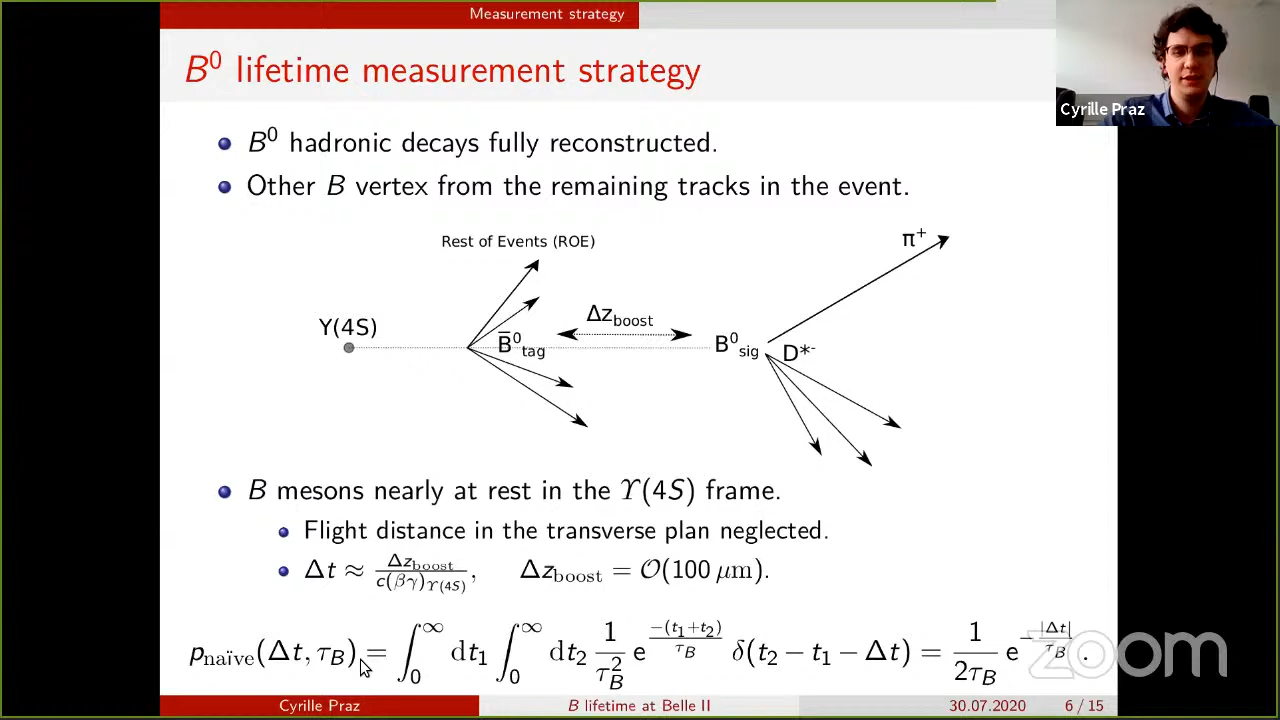 Measurement strategy
B⁰ lifetime measurement strategy
Cyrille Praz
B⁰ hadronic decays fully reconstructed.
Other B vertex from the remaining tracks in the event.
Rest of Events (ROE)
π⁺
Υ(4S)
Δz_boost
B̅⁰_tag
B⁰_sig
D*⁻
B mesons nearly at rest in the ϒ(4S) frame.
Flight distance in the transverse plan neglected.
Δt ≈ Δz_boost / c(βγ)_ϒ(4S), Δz_boost = 𝒪(100 μm).
p_naïve(Δt, τ_B) = ∫₀^∞ dt₁ ∫₀^∞ dt₂ 1/τ_B² e^(−(t₁+t₂)/τ_B) δ(t₂ − t₁ − Δt) = 1/(2τ_B) e^(−|Δt|/τ_B).
zoom
Cyrille Praz
B lifetime at Belle II
30.07.2020
6 / 15